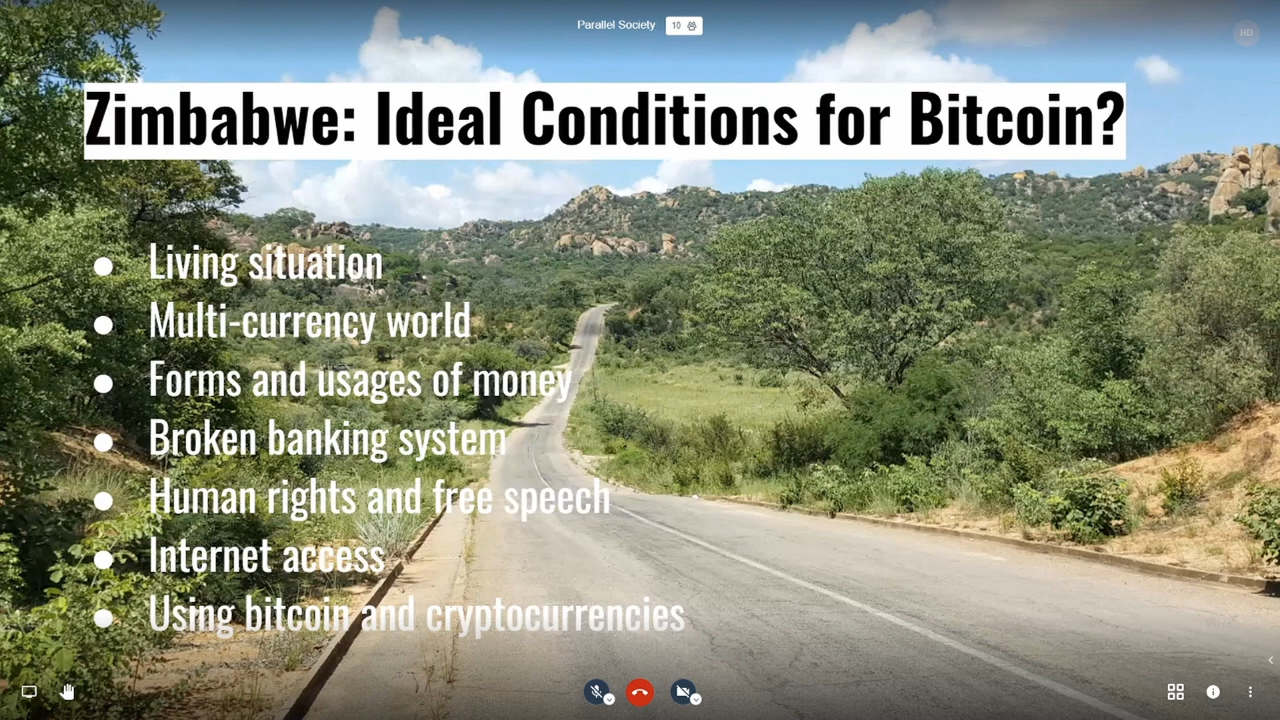 Parallel Society 10
HD
Zimbabwe: Ideal Conditions for Bitcoin?
● Living situation
● Multi-currency world
● Forms and usages of money
● Broken banking system
● Human rights and free speech
● Internet access
● Using bitcoin and cryptocurrencies